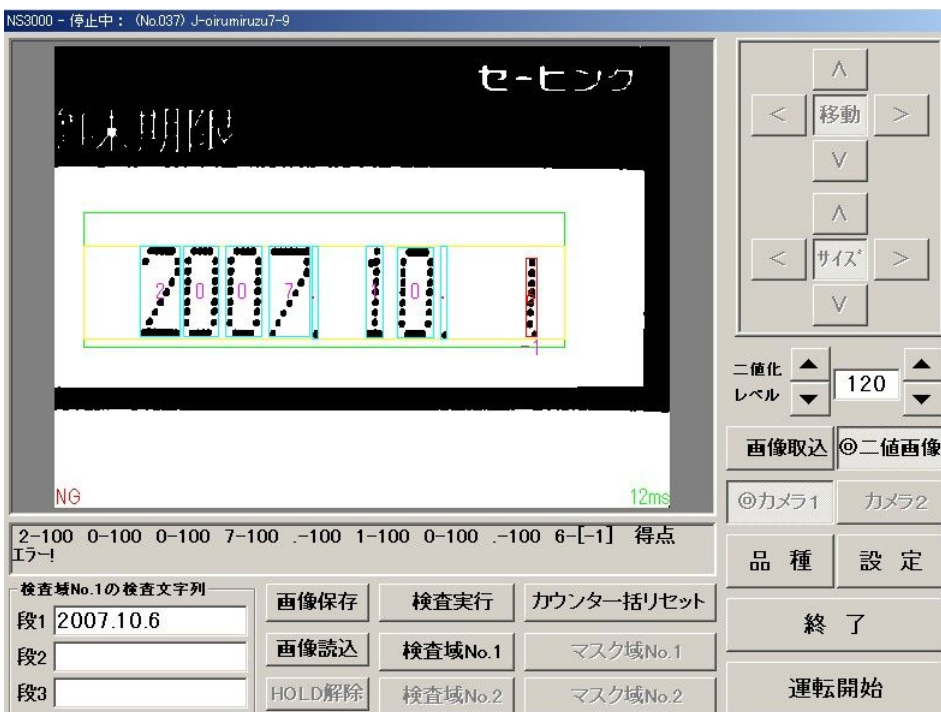 NS3000 - 停止中： (No.037) J-oirumiruzu7-9
セーヒンク
味期限
2007. 10. 1
2 0 0 7 . 1 0 .
-1
NG
12ms
2-100 0-100 0-100 7-100 .-100 1-100 0-100 .-100 6-[-1] 得点
ｴﾗｰ!
検査域No.1の検査文字列
段1 2007.10.6
段2
段3
画像保存 検査実行 カウンター括リセット
画像読込 検査域No.1 マスク域No.1
HOLD解除 検査域No.2 マスク域No.2
∧
＜ 移動 ＞
∨
∧
＜ ｻｲｽﾞ ＞
∨
二値化
レベル
120
画像取込 ◎二値画像
◎カメラ1 カメラ2
品 種 設 定
終 了
運転開始